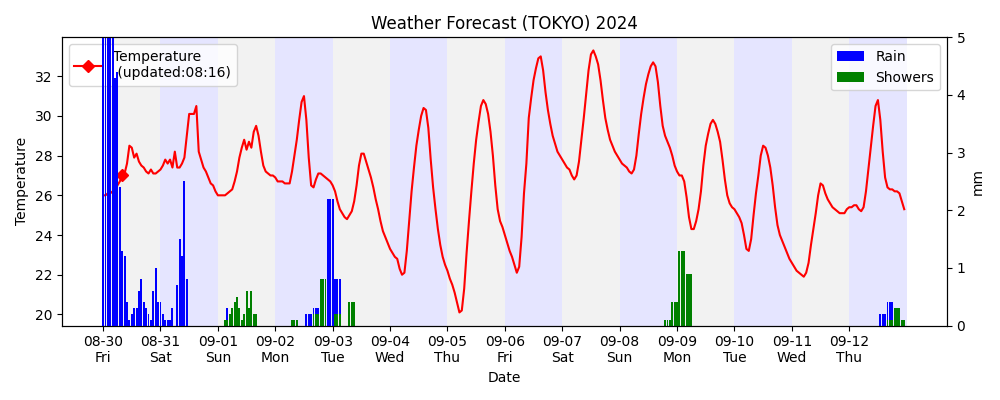 Weather Forecast (TOKYO) 2024
Temperature
(updated:08:16)
Rain
Showers
Temperature
32
30
28
26
24
22
20
5
4
3
2
1
0
mm
08-30 08-31 09-01 09-02 09-03 09-04 09-05 09-06 09-07 09-08 09-09 09-10 09-11 09-12
Fri Sat Sun Mon Tue Wed Thu Fri Sat Sun Mon Tue Wed Thu
Date